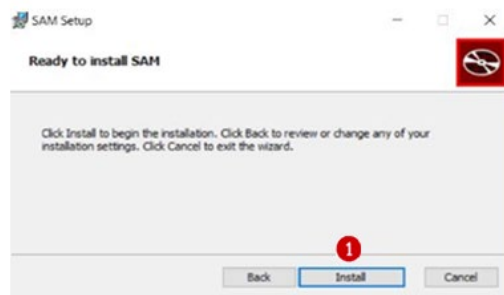 SAM Setup
Ready to install SAM
Click Install to begin the installation. Click Back to review or change any of your
installation settings. Click Cancel to exit the wizard.
1
Back Install Cancel